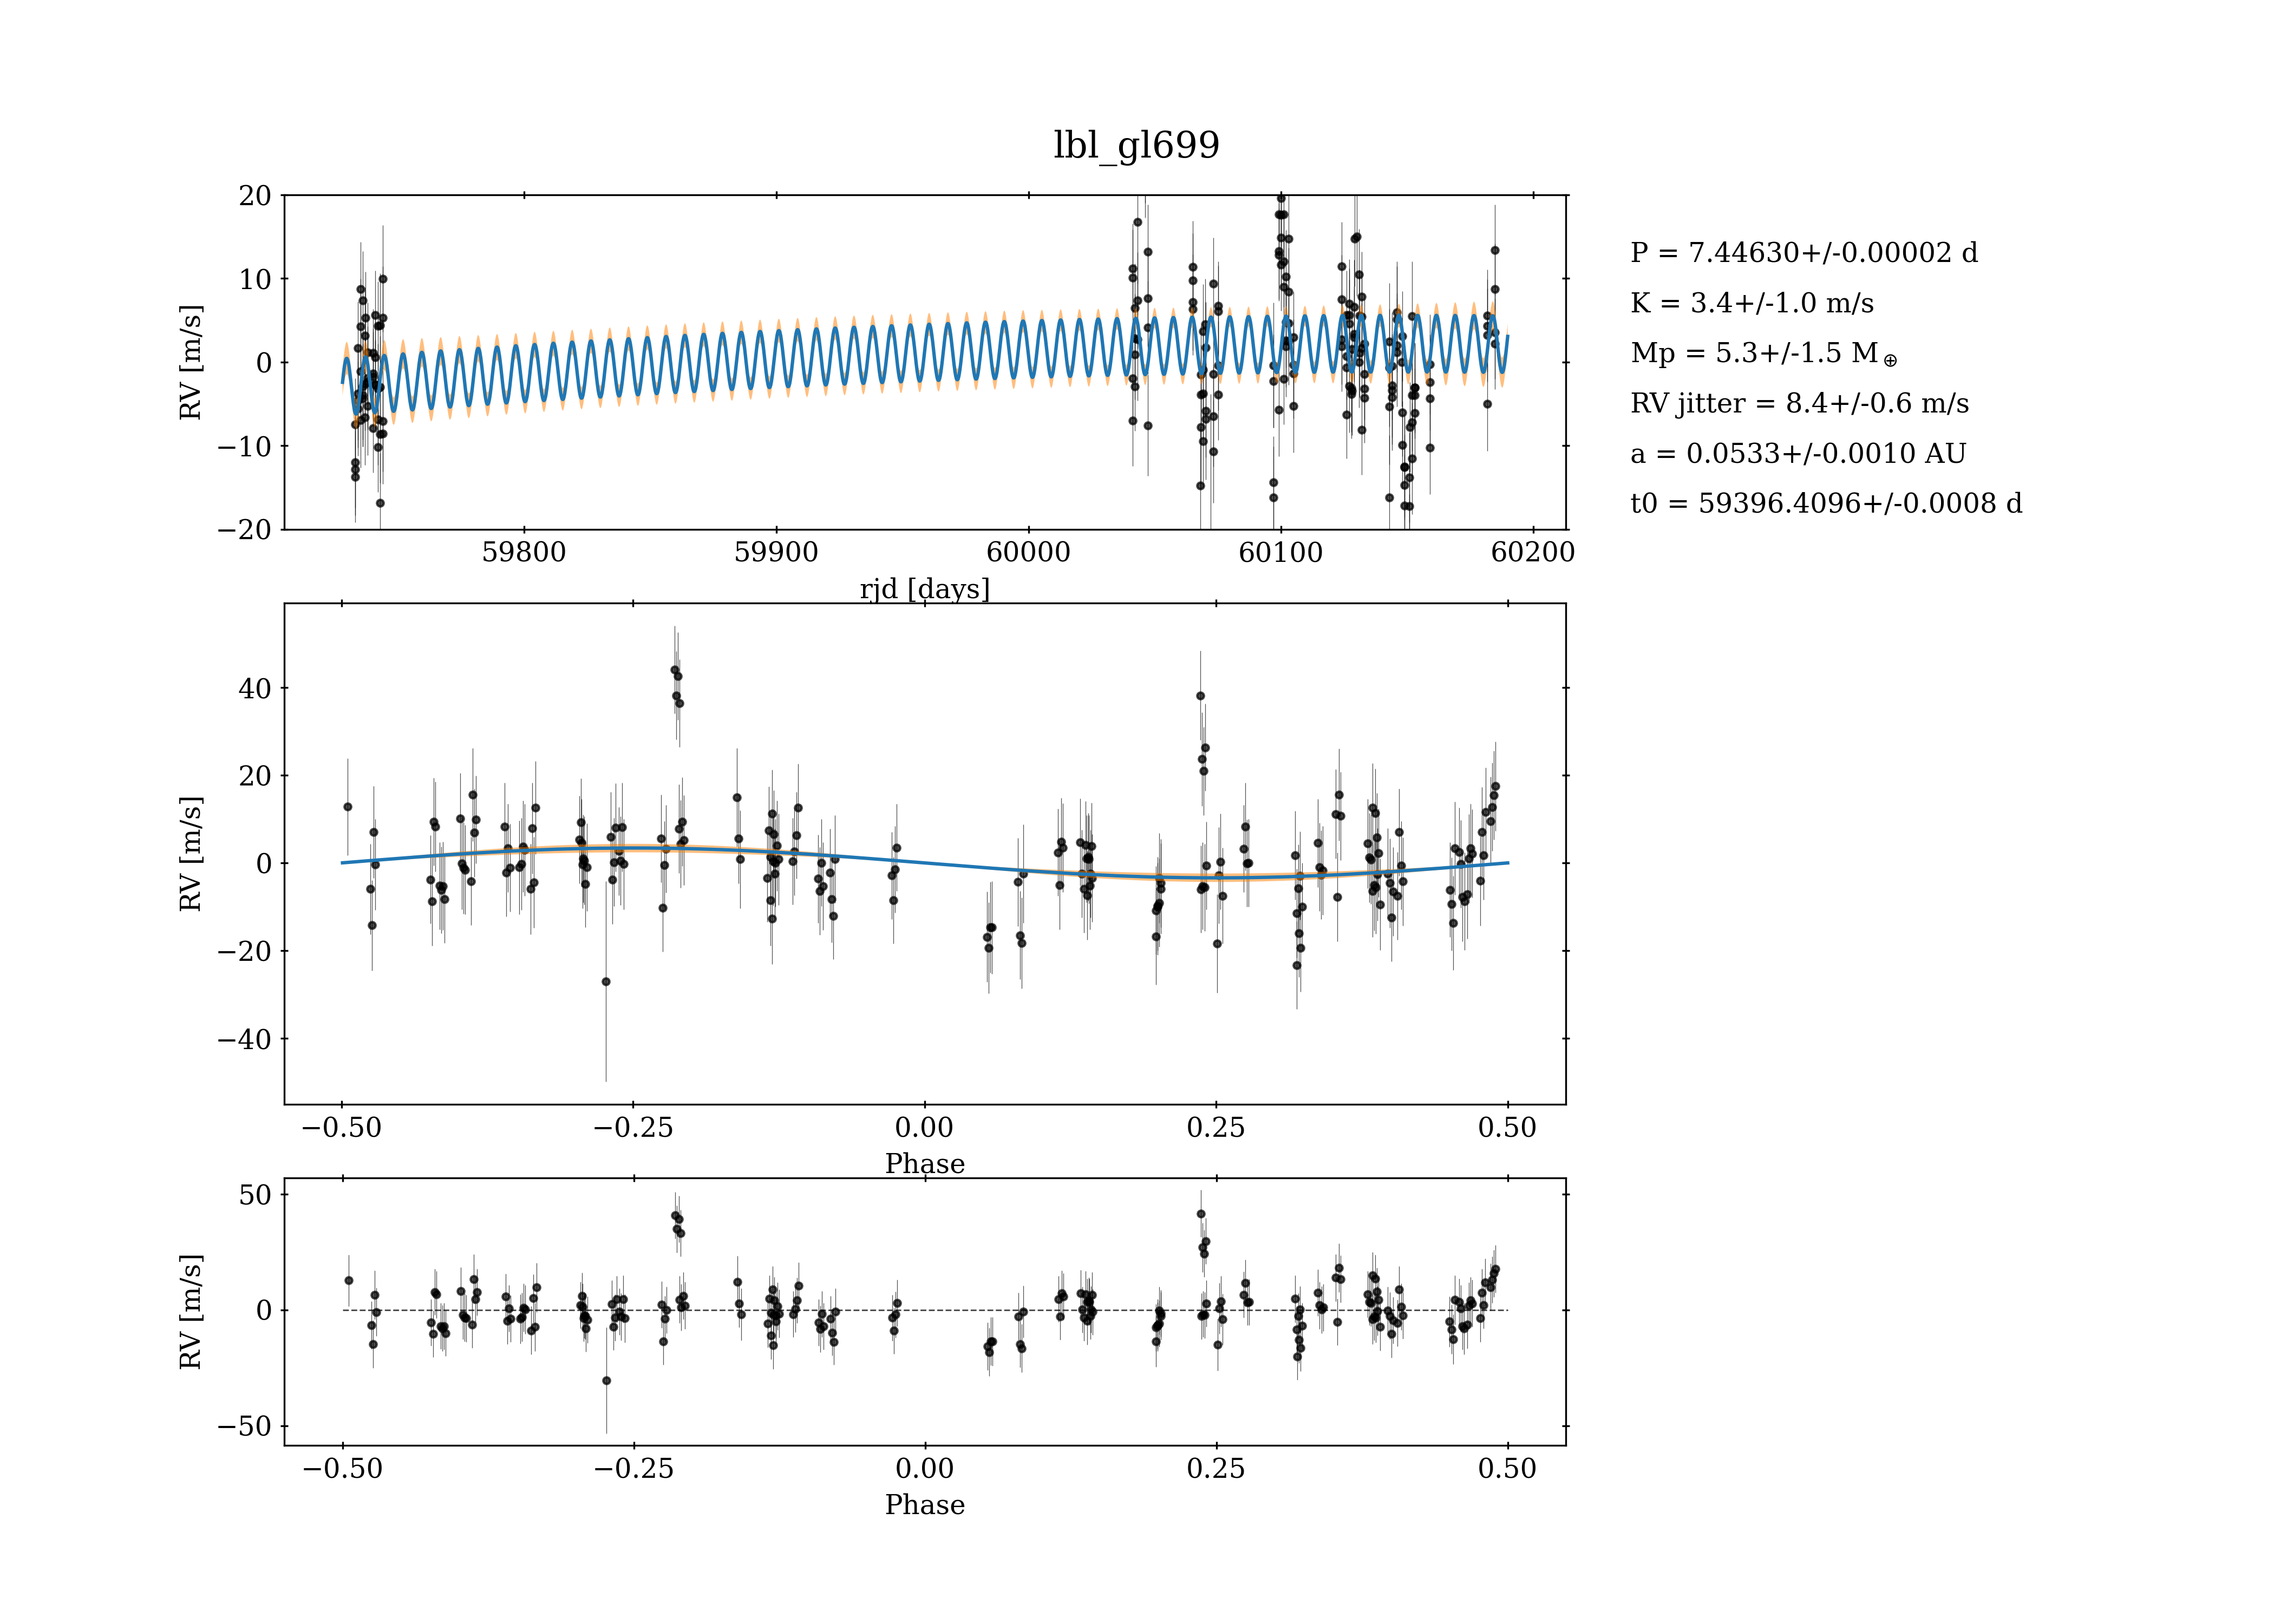 lbl_gl699
20
10
0
−10
−20
RV [m/s]
59800 59900 60000 60100 60200
rjd [days]
P = 7.44630+/-0.00002 d
K = 3.4+/-1.0 m/s
Mp = 5.3+/-1.5 M⊕
RV jitter = 8.4+/-0.6 m/s
a = 0.0533+/-0.0010 AU
t0 = 59396.4096+/-0.0008 d
40
20
0
−20
−40
RV [m/s]
−0.50 −0.25 0.00 0.25 0.50
Phase
50
0
−50
RV [m/s]
−0.50 −0.25 0.00 0.25 0.50
Phase